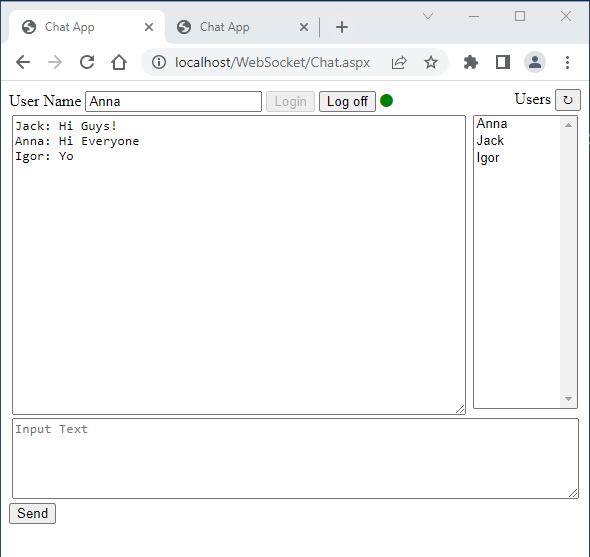 Chat App
Chat App
localhost/WebSocket/Chat.aspx
User Name Anna Login Log off Users
Jack: Hi Guys!
Anna: Hi Everyone
Igor: Yo
Anna
Jack
Igor
Input Text
Send